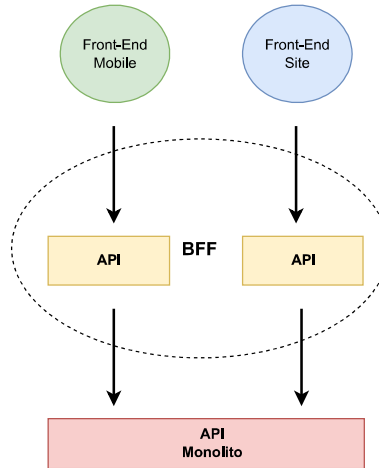 Front-End
Mobile
Front-End
Site
API
BFF
API
API
Monolito